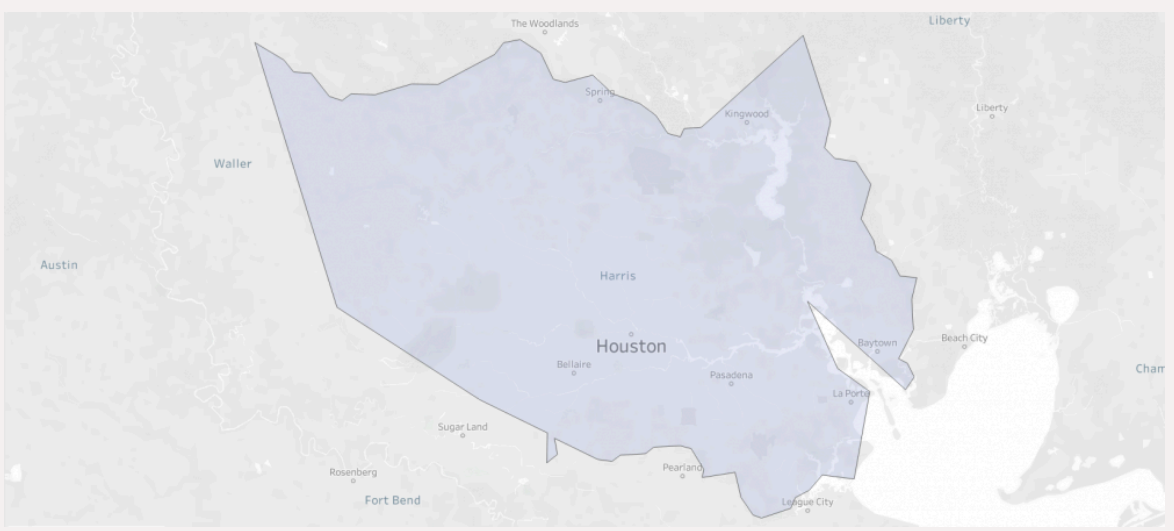 The Woodlands
Liberty
Spring
Kingwood
Liberty
Waller
Austin
Harris
Houston
Beach City
Baytown
Bellaire
Pasadena
Cham
La Porte
Sugar Land
Pearland
Rosenberg
Fort Bend
League City